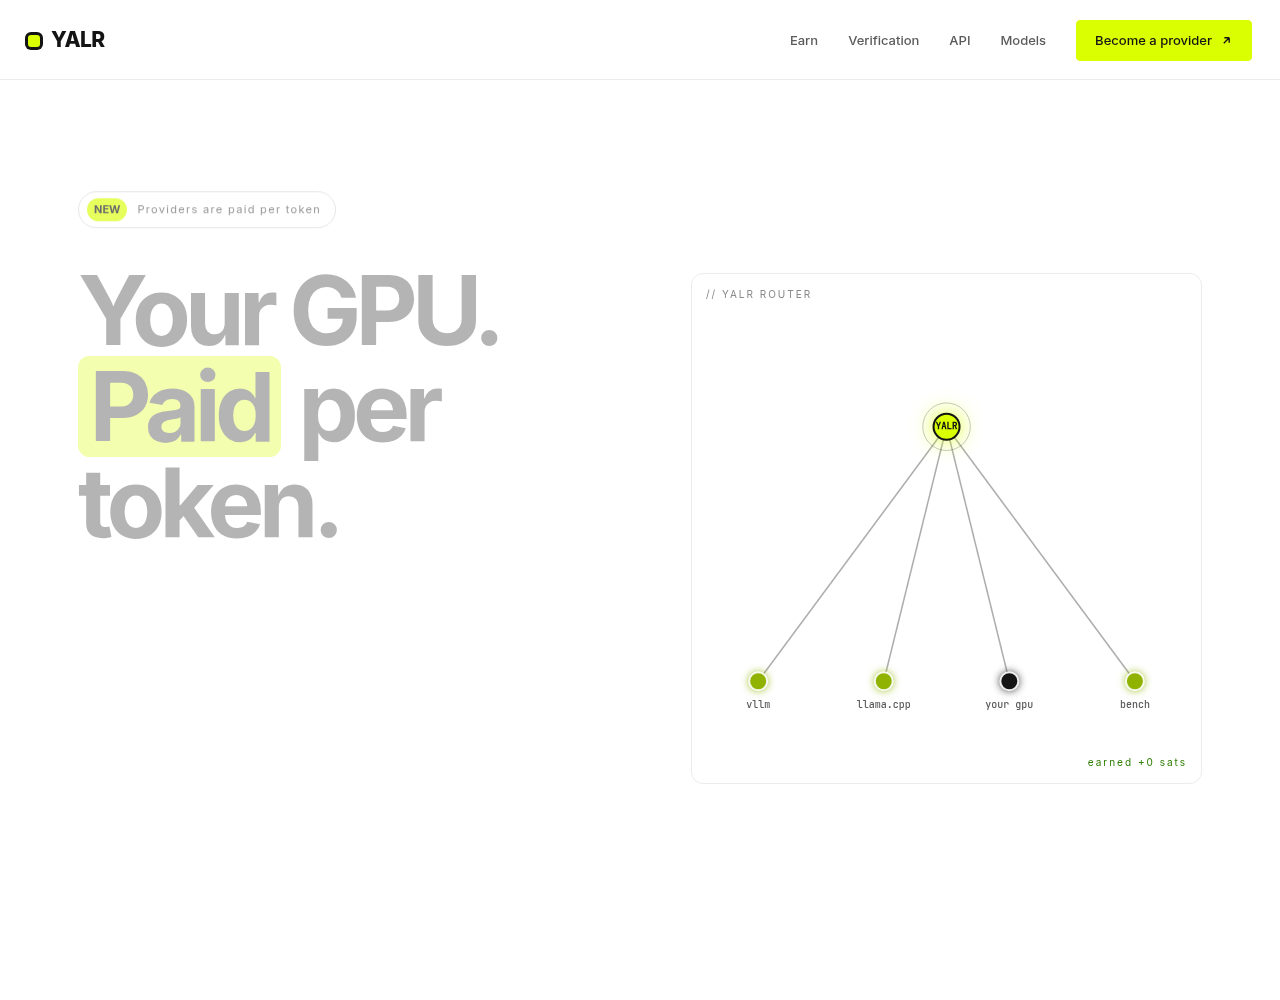 YALR
Earn
Verification
API
Models
Become a provider
NEW Providers are paid per token
Your GPU.
Paid per
token.
// YALR ROUTER
YALR
vllm
llama.cpp
your gpu
bench
earned +0 sats